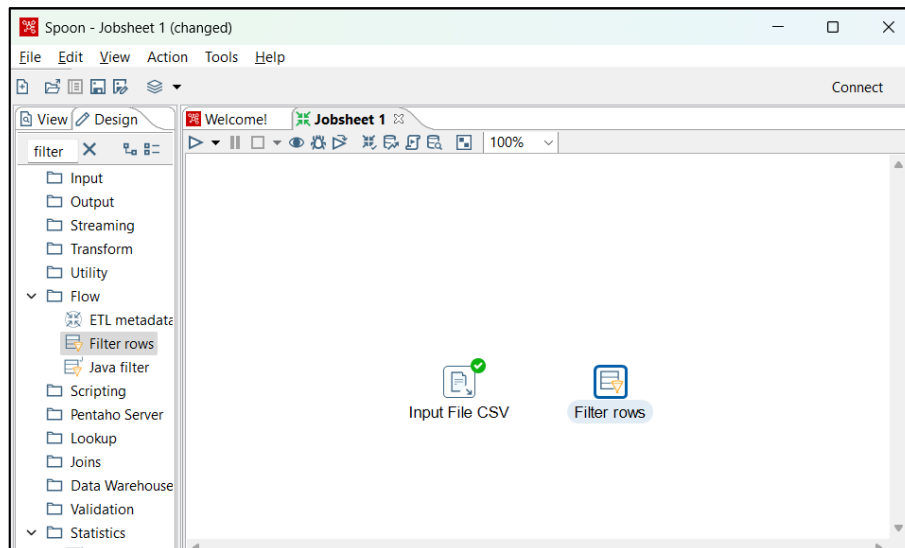 Spoon - Jobsheet 1 (changed)
File Edit View Action Tools Help
Connect
View Design
Welcome! Jobsheet 1
filter
100%
Input
Output
Streaming
Transform
Utility
Flow
ETL metadata
Filter rows
Java filter
Scripting
Pentaho Server
Lookup
Joins
Data Warehouse
Validation
Statistics
Input File CSV
Filter rows